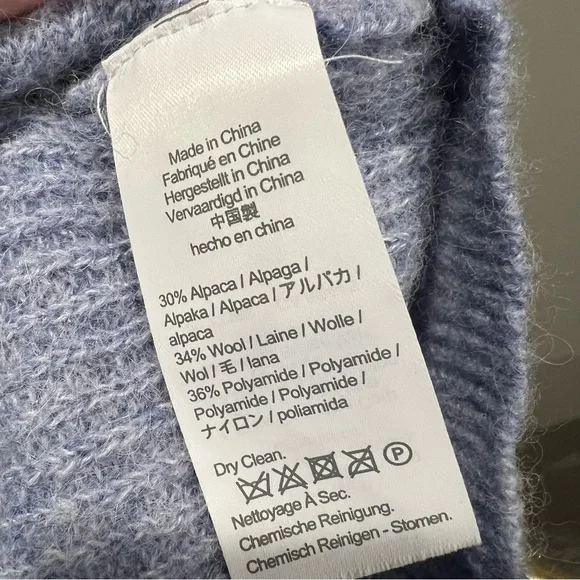 Made in China
Fabriqué en Chine
Hergestellt in China
Vervaardigd in China
中国製
hecho en china
30% Alpaca / Alpaga /
Alpaka / Alpaca / アルパカ /
alpaca
34% Wool / Laine / Wolle /
Wol / 毛 / lana
36% Polyamide / Polyamide /
Polyamide / Polyamide /
ナイロン / poliamida
Dry Clean.
P
Nettoyage À Sec.
Chemische Reinigung.
Chemisch Reinigen - Stomen.